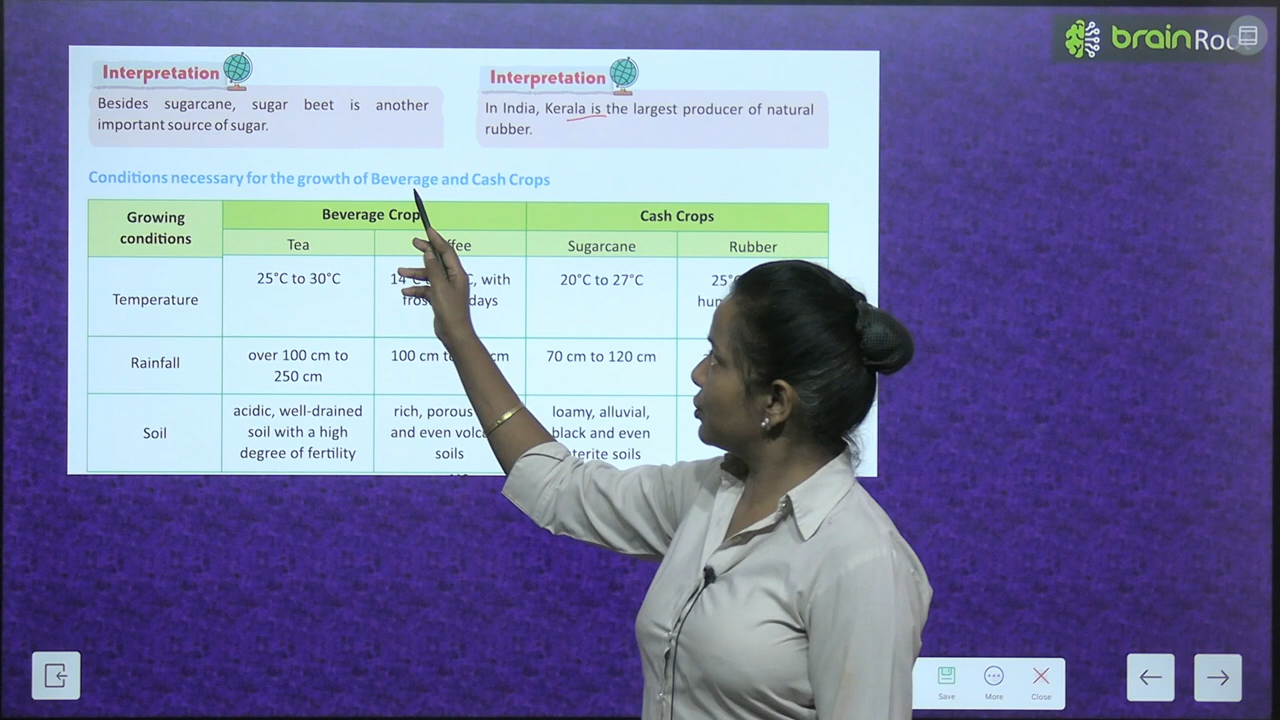 brainRoo
Interpretation
Besides sugarcane, sugar beet is another
important source of sugar.
Interpretation
In India, Kerala is the largest producer of natural
rubber.
Conditions necessary for the growth of Beverage and Cash Crops
Growing
conditions
Beverage Crop
Cash Crops
Tea
Sugarcane
Rubber
Temperature
25°C to 30°C
14°C C, with
days
20°C to 27°C
25°
Rainfall
over 100 cm to
250 cm
100 cm cm
70 cm to 120 cm
Soil
acidic, well-drained
soil with a high
degree of fertility
rich, porous
and even
soils
loamy, alluvial,
black and even
soils
Save
More
Close